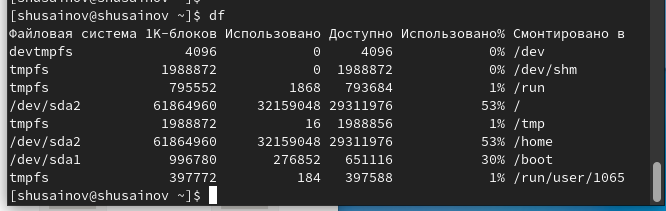 [shusainov@shusainov ~]$ df
Файловая система 1K-блоков Использовано Доступно Использовано% Смонтировано в
devtmpfs 4096 0 4096 0% /dev
tmpfs 1988872 0 1988872 0% /dev/shm
tmpfs 795552 1868 793684 1% /run
/dev/sda2 61864960 32159048 29311976 53% /
tmpfs 1988872 16 1988856 1% /tmp
/dev/sda2 61864960 32159048 29311976 53% /home
/dev/sda1 996780 276852 651116 30% /boot
tmpfs 397772 184 397588 1% /run/user/1065
[shusainov@shusainov ~]$